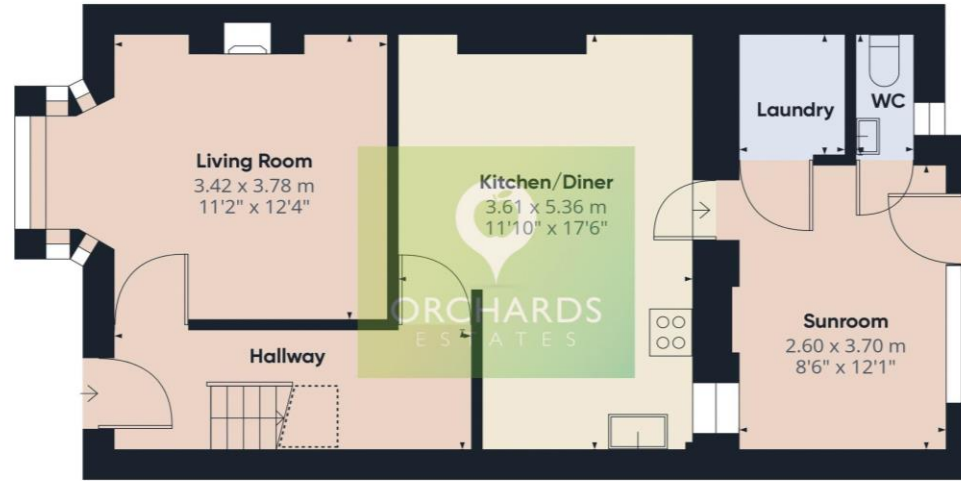 Living Room
3.42 x 3.78 m
11'2" x 12'4"
Kitchen/Diner
3.61 x 5.36 m
11'10" x 17'6"
Laundry
WC
ORCHARDS
ESTATES
Hallway
Sunroom
2.60 x 3.70 m
8'6" x 12'1"